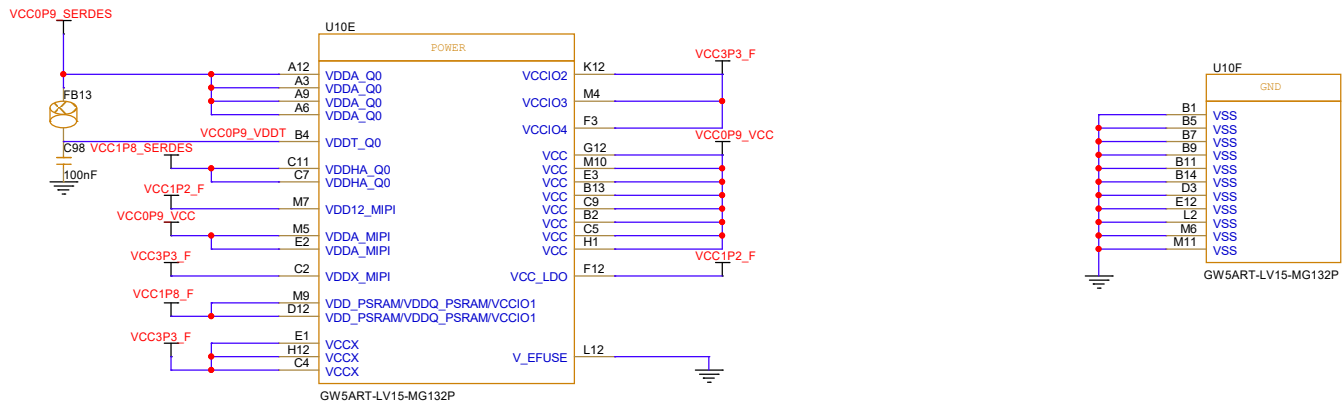 VCC0P9_SERDES
U10E
POWER
A12 VDDA_Q0
A3 VDDA_Q0
A9 VDDA_Q0
A6 VDDA_Q0
FB13
VCC0P9_VDDT B4 VDDT_Q0
C98
100nF
VCC1P8_SERDES
C11 VDDHA_Q0
C7 VDDHA_Q0
VCC1P2_F
M7 VDD12_MIPI
VCC0P9_VCC
M5 VDDA_MIPI
E2 VDDA_MIPI
VCC3P3_F
C2 VDDX_MIPI
VCC1P8_F
M9 VDD_PSRAM/VDDQ_PSRAM/VCCIO1
D12 VDD_PSRAM/VDDQ_PSRAM/VCCIO1
VCC3P3_F
E1 VCCX
H12 VCCX
C4 VCCX
VCC3P3_F
VCCIO2 K12
VCCIO3 M4
VCCIO4 F3
VCC0P9_VCC
VCC G12
VCC M10
VCC E3
VCC B13
VCC C9
VCC B2
VCC C5
VCC H1
VCC1P2_F
VCC_LDO F12
V_EFUSE L12
GW5ART-LV15-MG132P
U10F
GND
B1 VSS
B5 VSS
B7 VSS
B9 VSS
B11 VSS
B14 VSS
D3 VSS
E12 VSS
L2 VSS
M6 VSS
M11 VSS
GW5ART-LV15-MG132P